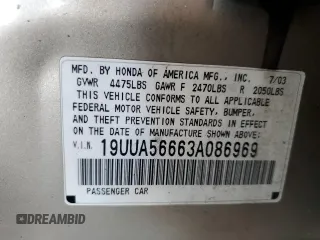 MFD. BY HONDA OF AMERICA MFG., INC. 7/03
GVWR 4475LBS GAWR F 2470LBS R 2050LBS
THIS VEHICLE CONFORMS TO ALL APPLICABLE
FEDERAL MOTOR VEHICLE SAFETY, BUMPER,
AND THEFT PREVENTION STANDARDS IN EFFECT
ON THE DATE OF MANUFACTURE SHOWN ABOVE.
V.I.N. 19UUA56663A086969
PASSENGER CAR
© DREAMBID